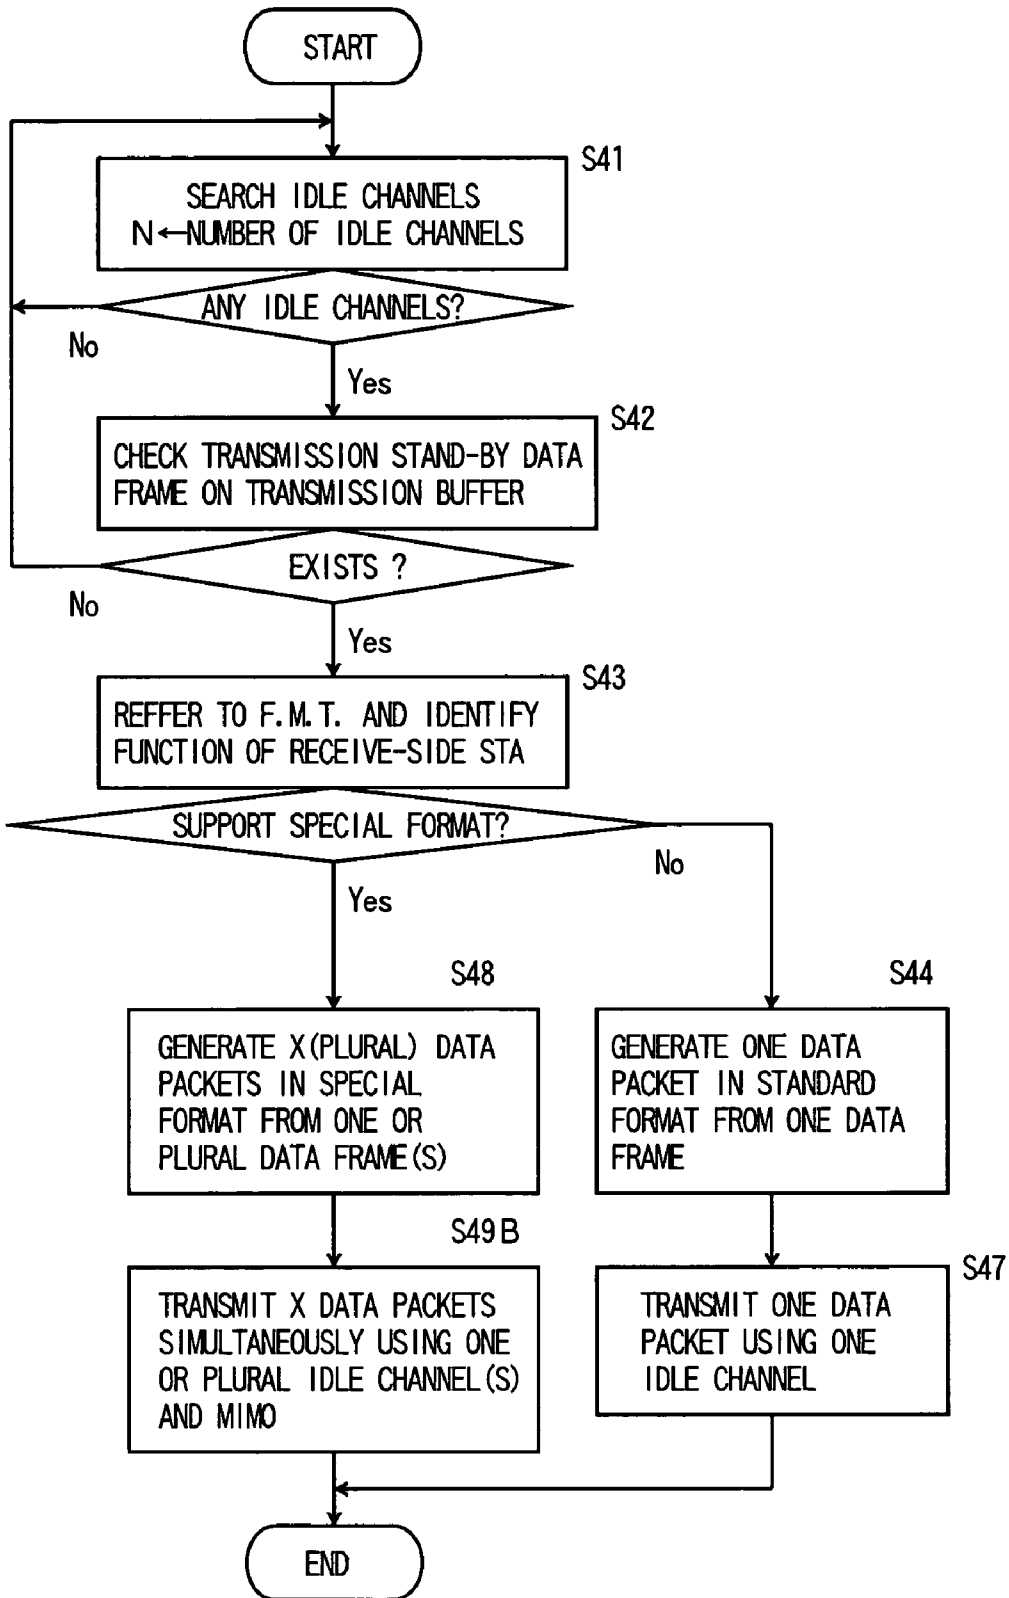 START
S41
SEARCH IDLE CHANNELS
N←NUMBER OF IDLE CHANNELS
ANY IDLE CHANNELS?
No
Yes
S42
CHECK TRANSMISSION STAND-BY DATA
FRAME ON TRANSMISSION BUFFER
EXISTS ?
No
Yes
S43
REFFER TO F.M.T. AND IDENTIFY
FUNCTION OF RECEIVE-SIDE STA
SUPPORT SPECIAL FORMAT?
No
Yes
S48
GENERATE X(PLURAL) DATA
PACKETS IN SPECIAL
FORMAT FROM ONE OR
PLURAL DATA FRAME(S)
S44
GENERATE ONE DATA
PACKET IN STANDARD
FORMAT FROM ONE DATA
FRAME
S49B
TRANSMIT X DATA PACKETS
SIMULTANEOUSLY USING ONE
OR PLURAL IDLE CHANNEL(S)
AND MIMO
S47
TRANSMIT ONE DATA
PACKET USING ONE
IDLE CHANNEL
END